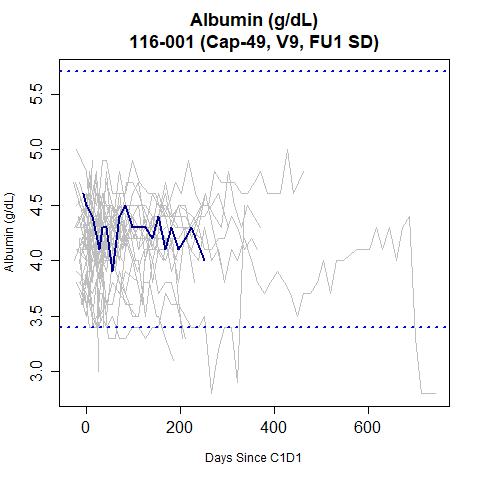 Albumin (g/dL)
116-001 (Cap-49, V9, FU1 SD)
Albumin (g/dL)
5.5
5.0
4.5
4.0
3.5
3.0
0 200 400 600
Days Since C1D1